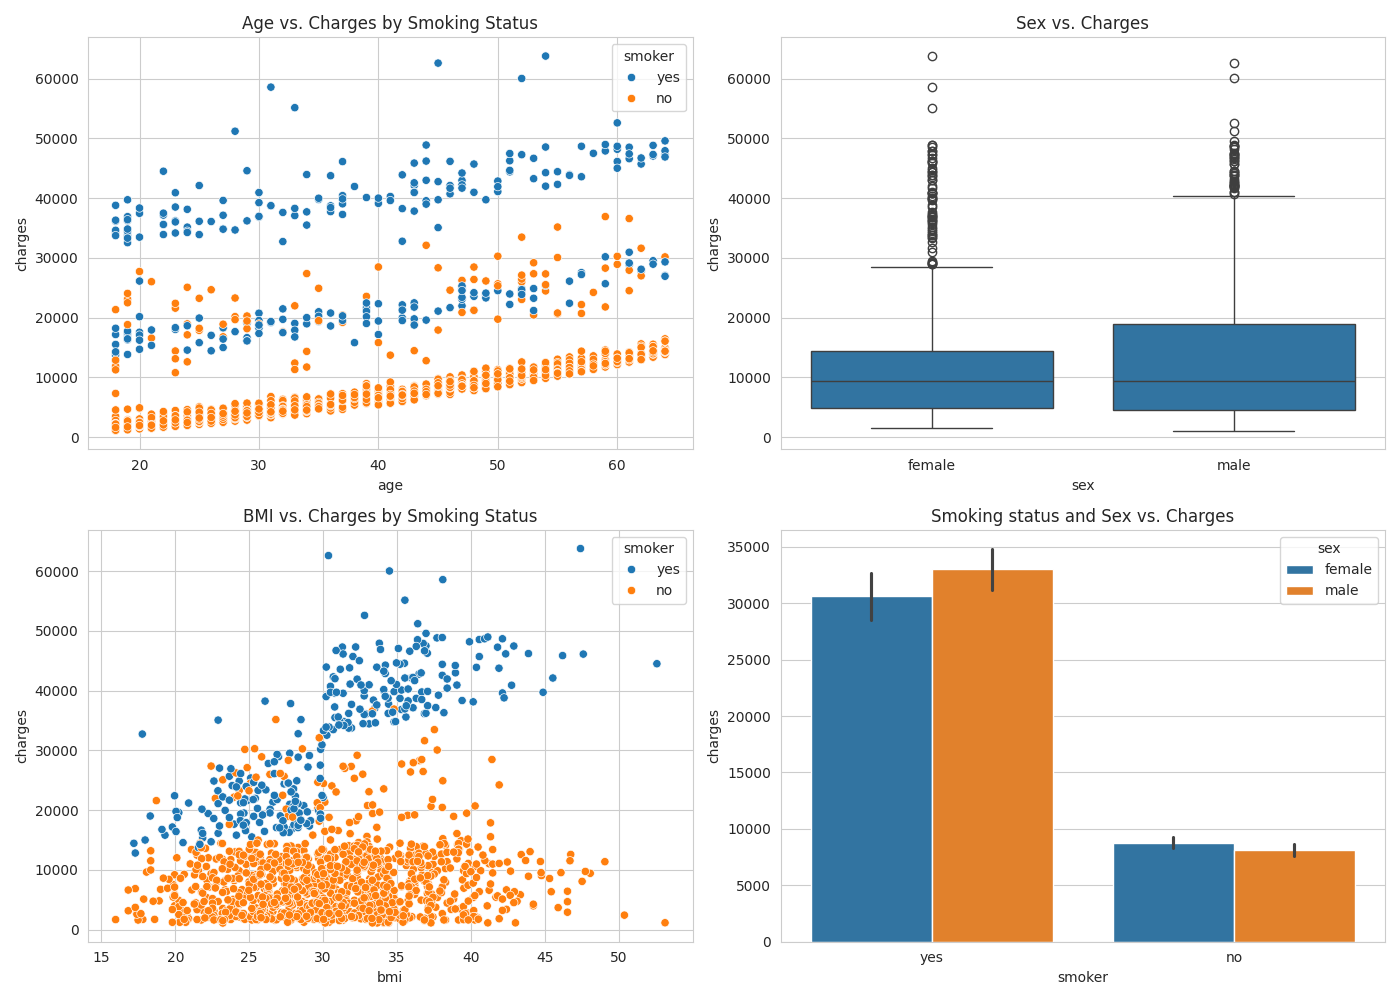 Age vs. Charges by Smoking Status
smoker
yes
no
60000
50000
40000
30000
20000
10000
0
charges
20
30
40
50
60
age
Sex vs. Charges
60000
50000
40000
30000
20000
10000
0
charges
female
male
sex
BMI vs. Charges by Smoking Status
smoker
yes
no
60000
50000
40000
30000
20000
10000
0
charges
15
20
25
30
35
40
45
50
bmi
Smoking status and Sex vs. Charges
sex
female
male
35000
30000
25000
20000
15000
10000
5000
0
charges
yes
no
smoker